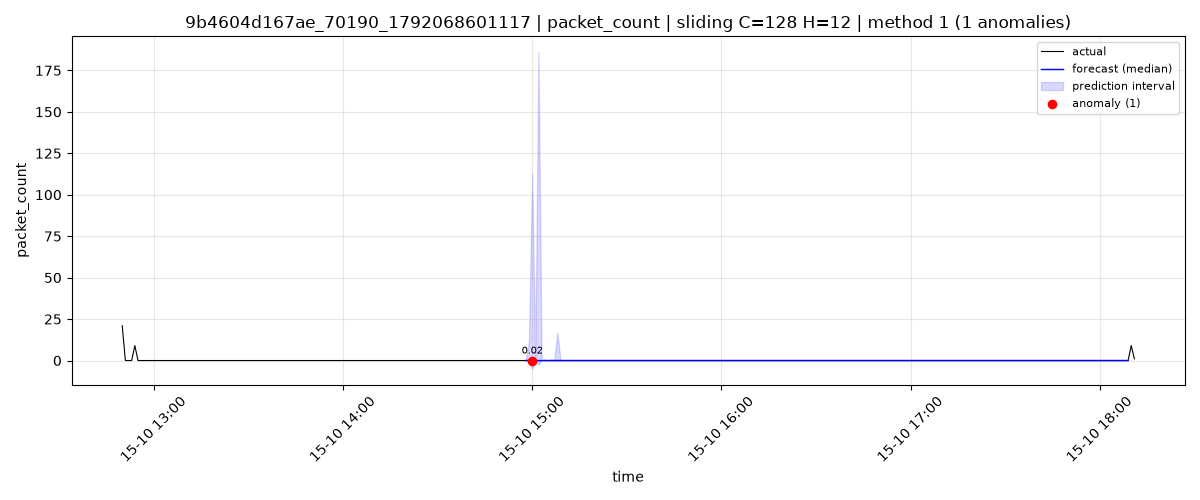 9b4604d167ae_70190_1792068601117 | packet_count | sliding C=128 H=12 | method 1 (1 anomalies)
packet_count
175
150
125
100
75
50
25
0
actual
forecast (median)
prediction interval
anomaly (1)
0.02
15-10 13:00
15-10 14:00
15-10 15:00
15-10 16:00
15-10 17:00
15-10 18:00
time